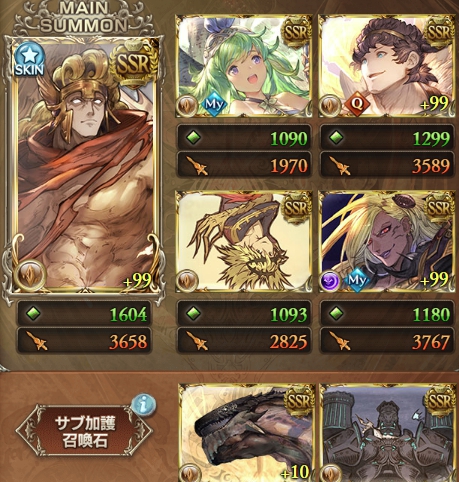 MAIN
SUMMON
SKIN
SSR
+99
1604
3658
SSR
My
1090
1970
SSR
Q
+99
1299
3589
SSR
1093
2825
SSR
My
+99
1180
3767
サブ加護
召喚石
i
SSR
+10
SSR